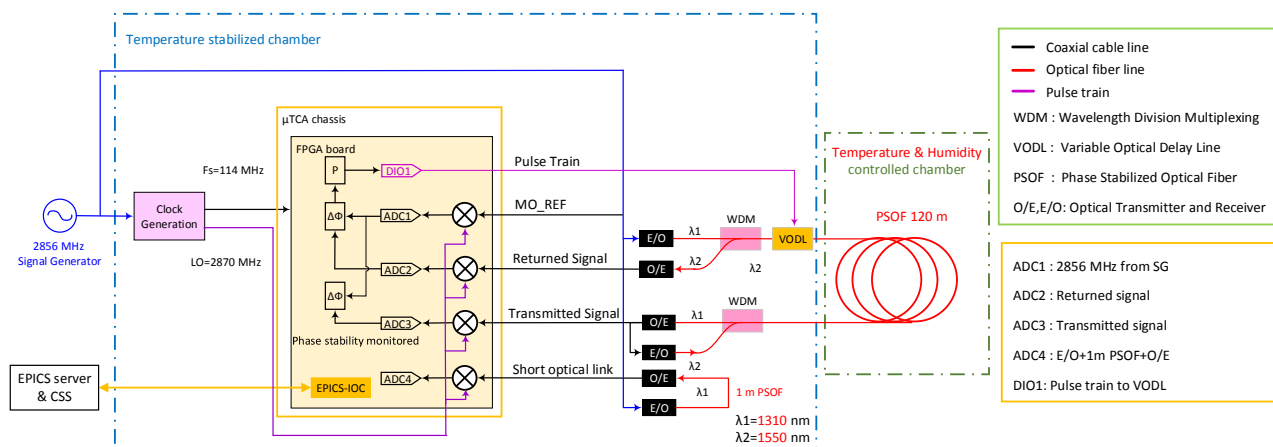 Temperature stabilized chamber
Coaxial cable line
Optical fiber line
Pulse train
WDM : Wavelength Division Multiplexing
VODL : Variable Optical Delay Line
PSOF : Phase Stabilized Optical Fiber
O/E,E/O: Optical Transmitter and Receiver
µTCA chassis
FPGA board
Fs=114 MHz
P
DIO1
Pulse Train
Temperature & Humidity
controlled chamber
Clock
Generation
2856 MHz
Signal Generator
LO=2870 MHz
ΔΦ
ADC1
MO_REF
E/O
λ1
WDM
VODL
PSOF 120 m
ADC2
Returned Signal
O/E
λ2
λ2
ΔΦ
ADC3
Transmitted Signal
O/E
λ1
WDM
Phase stability monitored
E/O
λ2
EPICS server
& CSS
EPICS-IOC
ADC4
Short optical link
O/E
λ1
1 m PSOF
E/O
λ1=1310 nm
λ2=1550 nm
ADC1 : 2856 MHz from SG
ADC2 : Returned signal
ADC3 : Transmitted signal
ADC4 : E/O+1m PSOF+O/E
DIO1: Pulse train to VODL